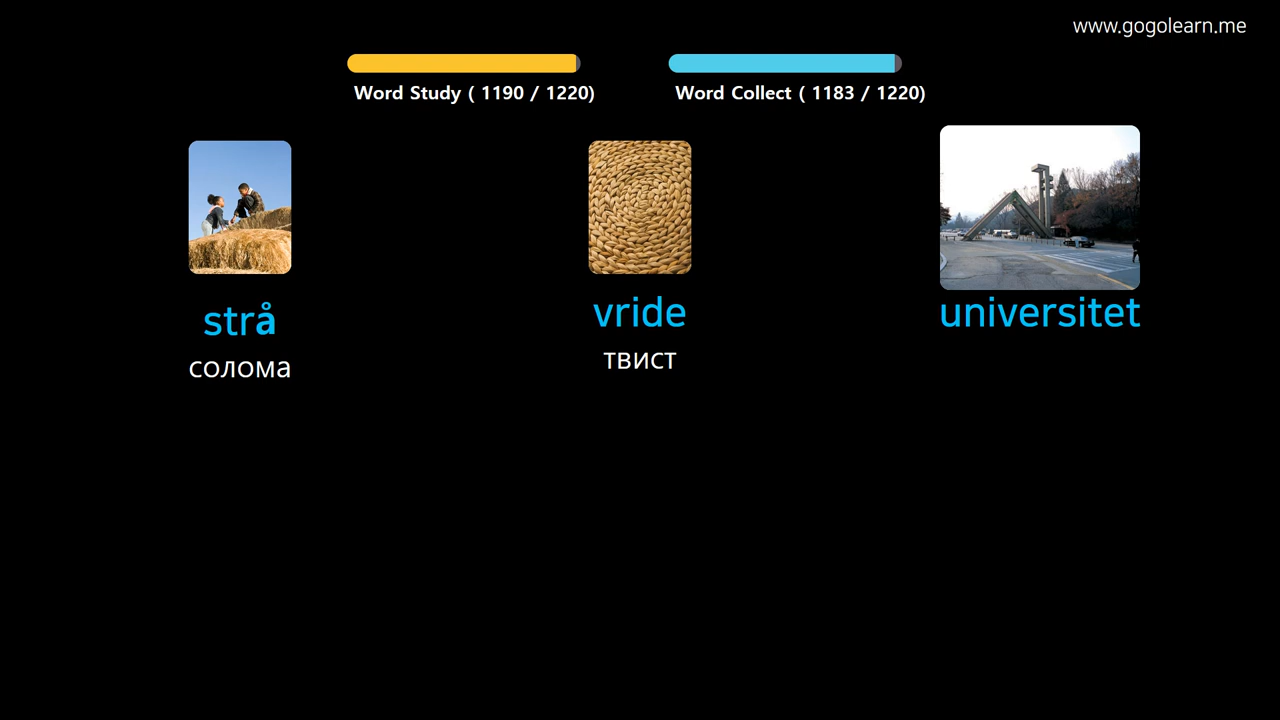 www.gogolearn.me
Word Study ( 1190 / 1220)
Word Collect ( 1183 / 1220)
strå
vride
universitet
солома
твист